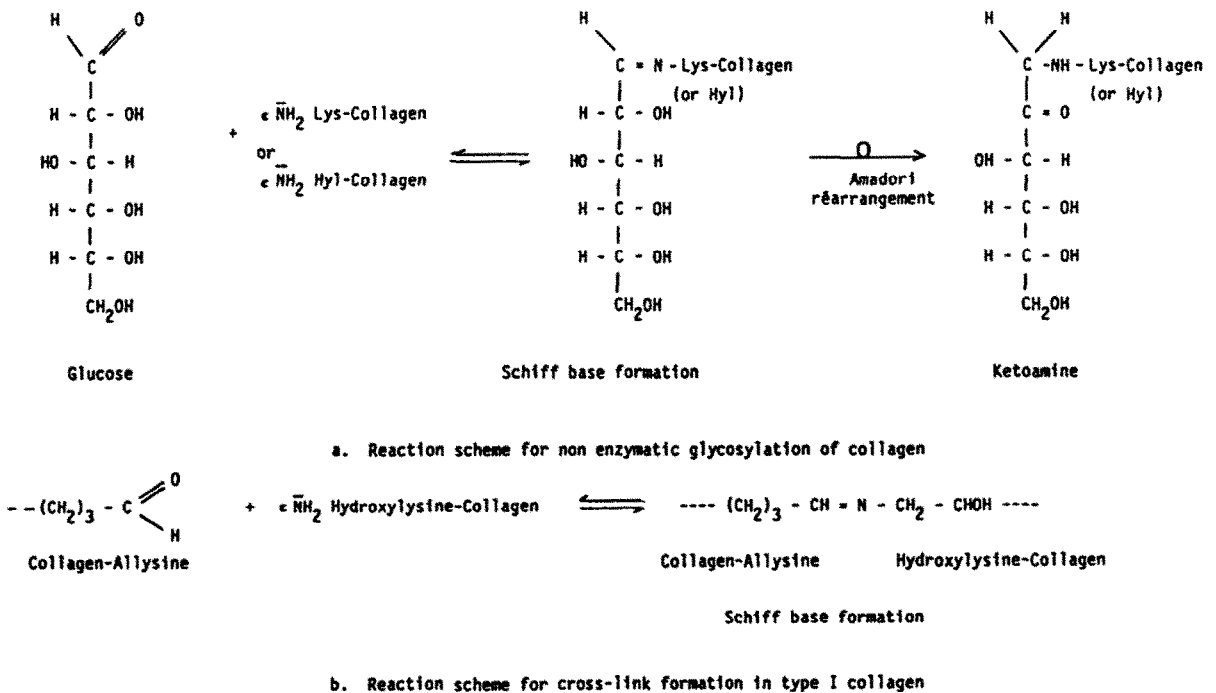 H O
C
H - C - OH
HO - C - H
H - C - OH
H - C - OH
CH2OH
Glucose
+
ε NH2 Lys-Collagen
or
ε NH2 Hyl-Collagen
H
C = N - Lys-Collagen
(or Hyl)
H - C - OH
HO - C - H
H - C - OH
H - C - OH
CH2OH
Schiff base formation
O
Amadori
réarrangement
H H
C - NH - Lys-Collagen
(or Hyl)
C = O
OH - C - H
H - C - OH
H - C - OH
CH2OH
Ketoamine
a. Reaction scheme for non enzymatic glycosylation of collagen
O
-- (CH2)3 - C
H
Collagen-Allysine
+ ε NH2 Hydroxylysine-Collagen
---- (CH2)3 - CH = N - CH2 - CHOH ----
Collagen-Allysine Hydroxylysine-Collagen
Schiff base formation
b. Reaction scheme for cross-link formation in type I collagen